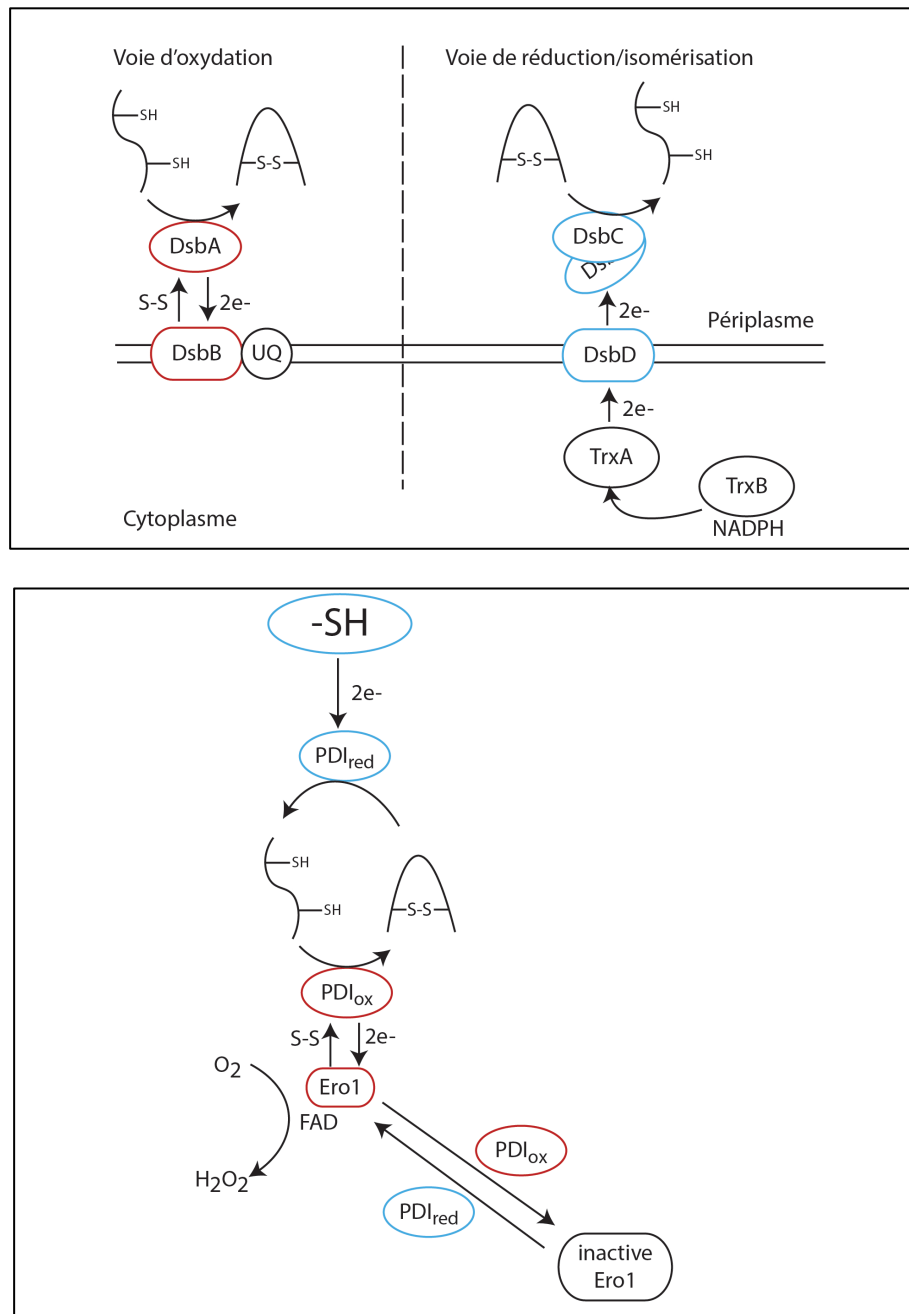 Voie d'oxydation
Voie de réduction/isomérisation
SH
SH
S-S
S-S
SH
SH
DsbA
DsbC
S-S
2e-
2e-
Périplasme
DsbB
UQ
DsbD
2e-
TrxA
TrxB
NADPH
Cytoplasme
-SH
2e-
PDIred
SH
SH
S-S
PDIox
S-S
2e-
O2
Ero1
FAD
H2O2
PDIox
PDIred
inactive
Ero1